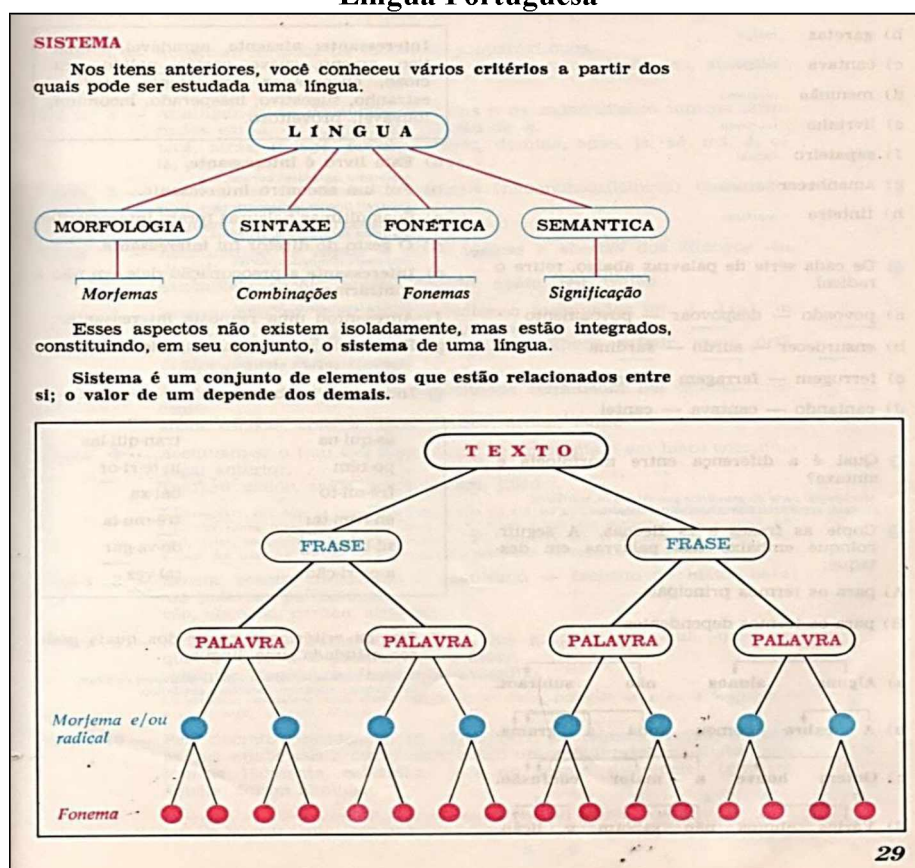 Língua Portuguesa
SISTEMA
Nos itens anteriores, você conheceu vários critérios a partir dos
quais pode ser estudada uma língua.
LÍNGUA
MORFOLOGIA SINTAXE FONÉTICA SEMANTICA
Morfemas Combinações Fonemas Significação
Esses aspectos não existem isoladamente, mas estão integrados,
constituindo, em seu conjunto, o sistema de uma língua.
Sistema é um conjunto de elementos que estão relacionados entre
si; o valor de um depende dos demais.
TEXTO
FRASE FRASE
PALAVRA PALAVRA PALAVRA PALAVRA
Morfema e/ou
radical
Fonema
29